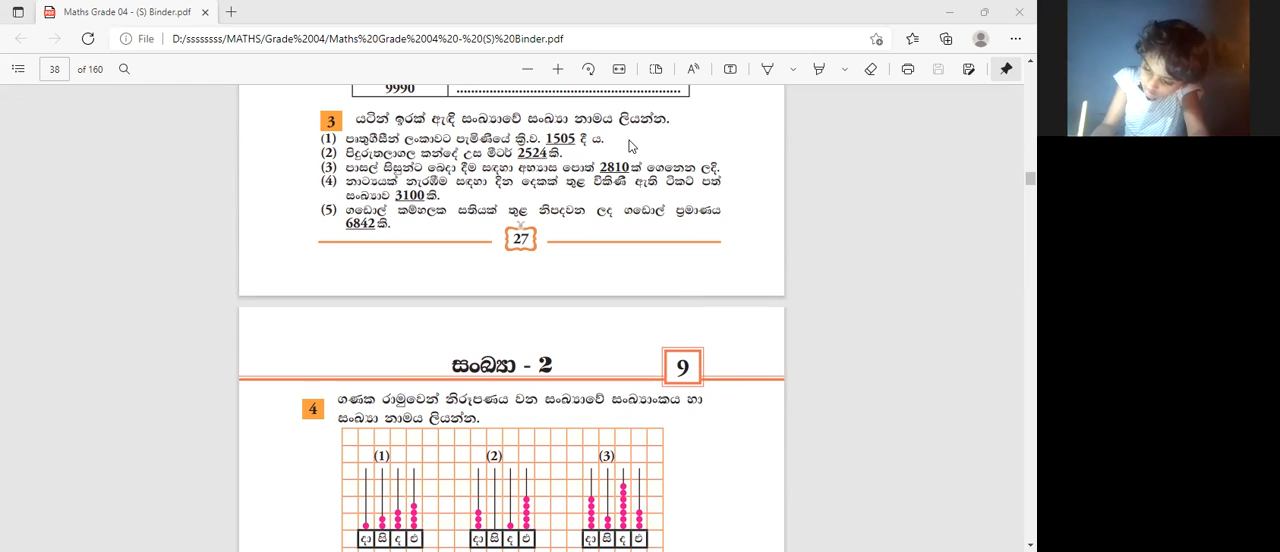 Maths Grade 04 - (S) Binder.pdf
File
D:/ssssssss/MATHS/Grade%2004/Maths%20Grade%2004%20-%20(S)%20Binder.pdf
38 of 160
9990 ................................................................
3 යටින් ඉරක් ඇඳි සංඛ්‍යාවේ සංඛ්‍යා නාමය ලියන්න.
(1) පෘතුගීසීන් ලංකාවට පැමිණියේ ක්‍රි.ව. 1505 දී ය.
(2) පිදුරුතලාගල කන්දේ උස මීටර් 2524 කි.
(3) පාසල් සිසුන්ට බෙදා දීම සඳහා අභ්‍යාස පොත් 2810 ක් ගෙනෙන ලදි.
(4) නාට්‍යයක් නැරඹීම සඳහා දින දෙකක් තුළ විකිණී ඇති ටිකට් පත්
සංඛ්‍යාව 3100 කි.
(5) ගඩොල් කම්හලක සතියක් තුළ නිපදවන ලද ගඩොල් ප්‍රමාණය
6842 කි.
27
සංඛ්‍යා - 2
9
4 ගණක රාමුවෙන් නිරූපණය වන සංඛ්‍යාවේ සංඛ්‍යාංකය හා
සංඛ්‍යා නාමය ලියන්න.
(1) (2) (3)
දා සි ද එ දා සි ද එ දා සි ද එ